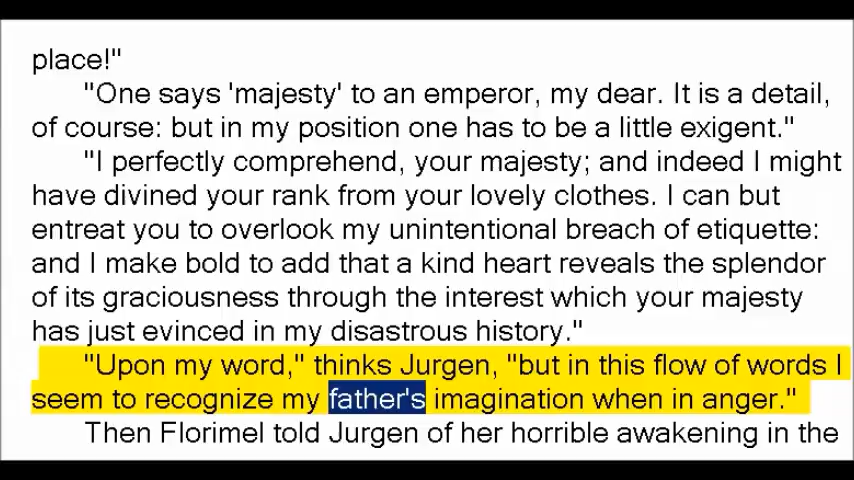 place!"
"One says 'majesty' to an emperor, my dear. It is a detail,
of course: but in my position one has to be a little exigent."
"I perfectly comprehend, your majesty; and indeed I might
have divined your rank from your lovely clothes. I can but
entreat you to overlook my unintentional breach of etiquette:
and I make bold to add that a kind heart reveals the splendor
of its graciousness through the interest which your majesty
has just evinced in my disastrous history."
"Upon my word," thinks Jurgen, "but in this flow of words I
seem to recognize my father's imagination when in anger."
Then Florimel told Jurgen of her horrible awakening in the